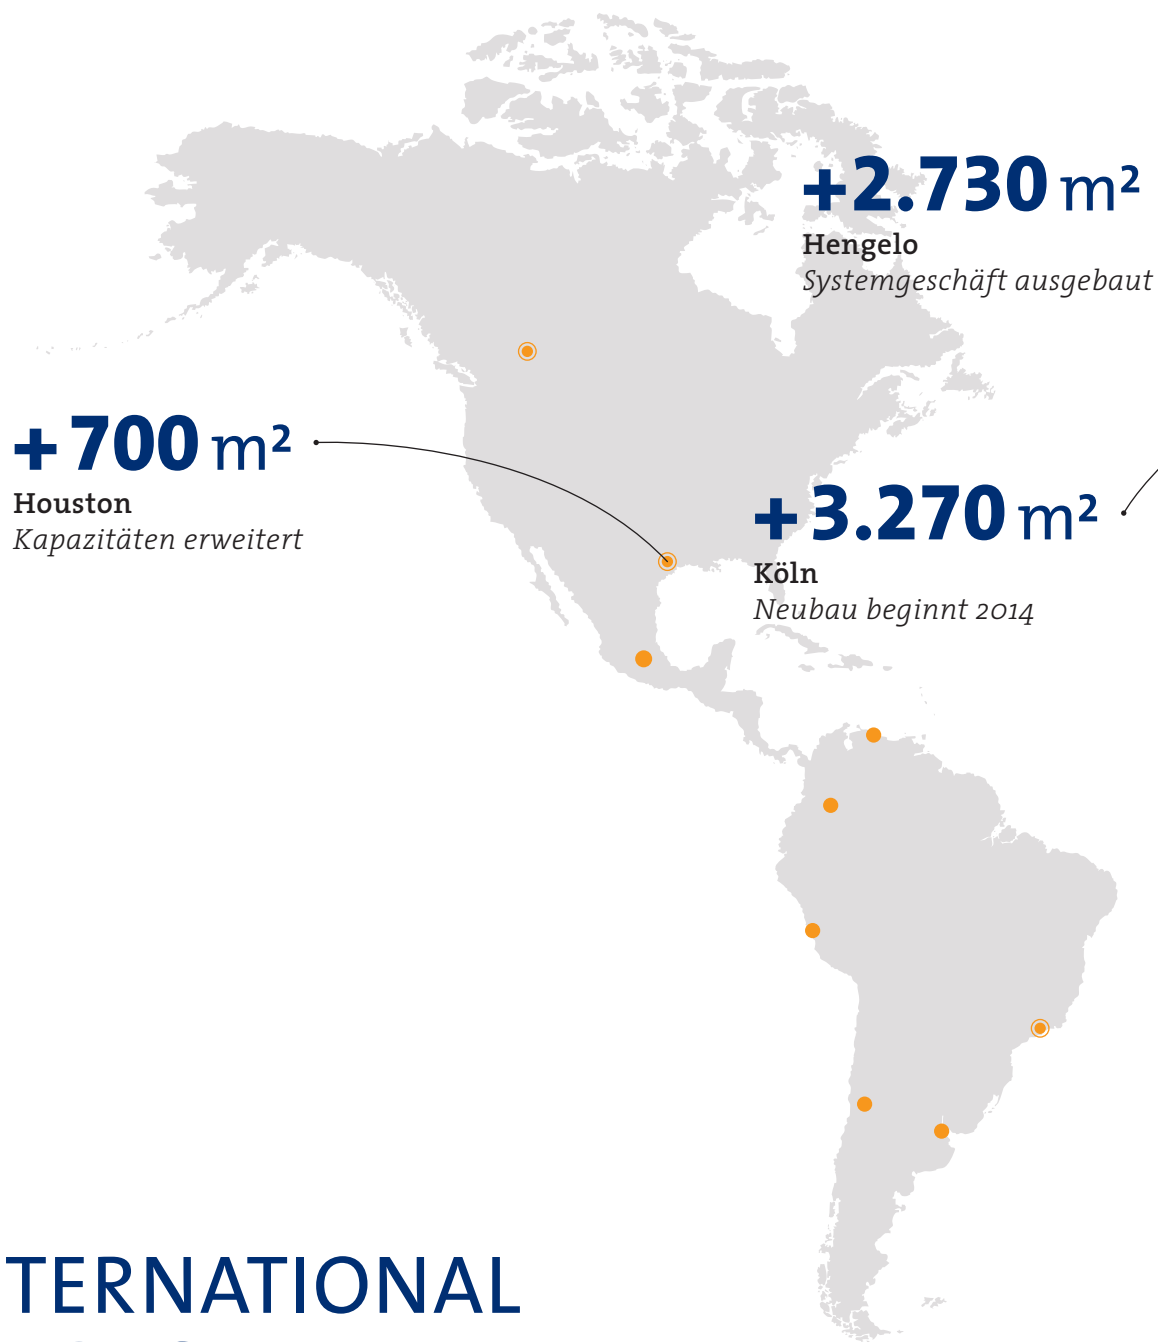 +2.730 m²
Hengelo
Systemgeschäft ausgebaut
+700 m²
Houston
Kapazitäten erweitert
+3.270 m²
Köln
Neubau beginnt 2014
TERNATIONAL